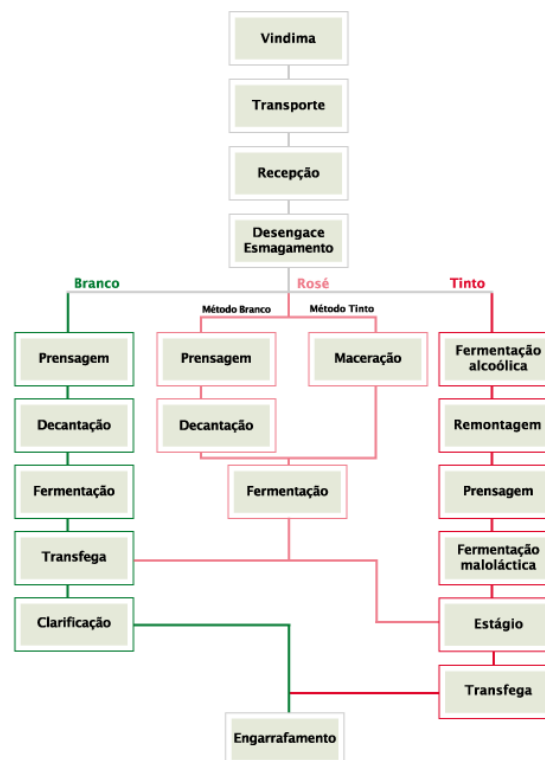 Vindima
Transporte
Recepção
Desengace
Esmagamento
Branco
Rosé
Tinto
Método Branco
Método Tinto
Prensagem
Prensagem
Maceração
Fermentação
alcoólica
Decantação
Decantação
Remontagem
Fermentação
Fermentação
Prensagem
Transfega
Fermentação
maloláctica
Clarificação
Estágio
Transfega
Engarrafamento